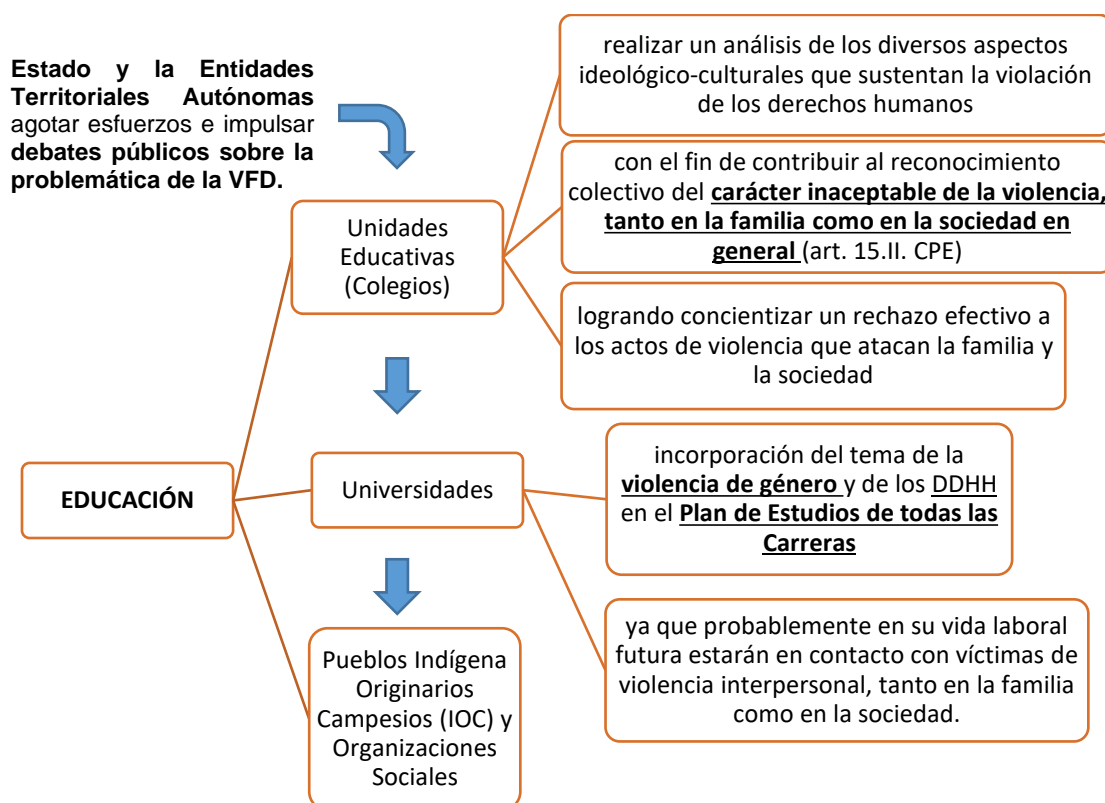 Estado y la Entidades
Territoriales Autónomas
agotar esfuerzos e impulsar
debates públicos sobre la
problemática de la VFD.
EDUCACIÓN
Unidades
Educativas
(Colegios)
realizar un análisis de los diversos aspectos
ideológico-culturales que sustentan la violación
de los derechos humanos
con el fin de contribuir al reconocimiento
colectivo del carácter inaceptable de la violencia,
tanto en la familia como en la sociedad en
general (art. 15.II. CPE)
logrando concientizar un rechazo efectivo a
los actos de violencia que atacan la familia y
la sociedad
Universidades
incorporación del tema de la
violencia de género y de los DDHH
en el Plan de Estudios de todas las
Carreras
ya que probablemente en su vida laboral
futura estarán en contacto con víctimas de
violencia interpersonal, tanto en la familia
como en la sociedad.
Pueblos Indígena
Originarios
Campesios (IOC) y
Organizaciones
Sociales